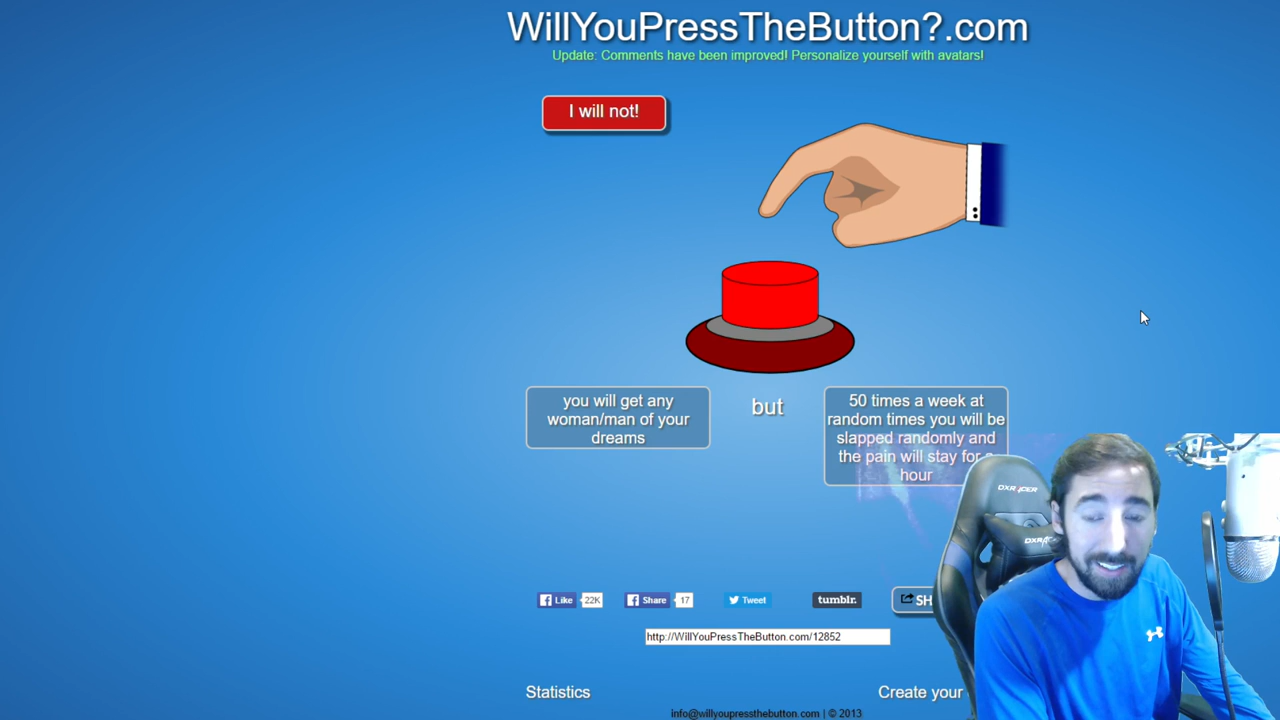 WillYouPressTheButton?.com
Update: Comments have been improved! Personalize yourself with avatars!
I will not!
you will get any
woman/man of your
dreams
but
50 times a week at
random times you will be
slapped randomly and
the pain will stay for a
hour
DXRACER
Like 22K
Share 17
Tweet
tumblr.
SH
http://WillYouPressTheButton.com/12852
Statistics
Create your
info@willyoupressthebutton.com | © 2013